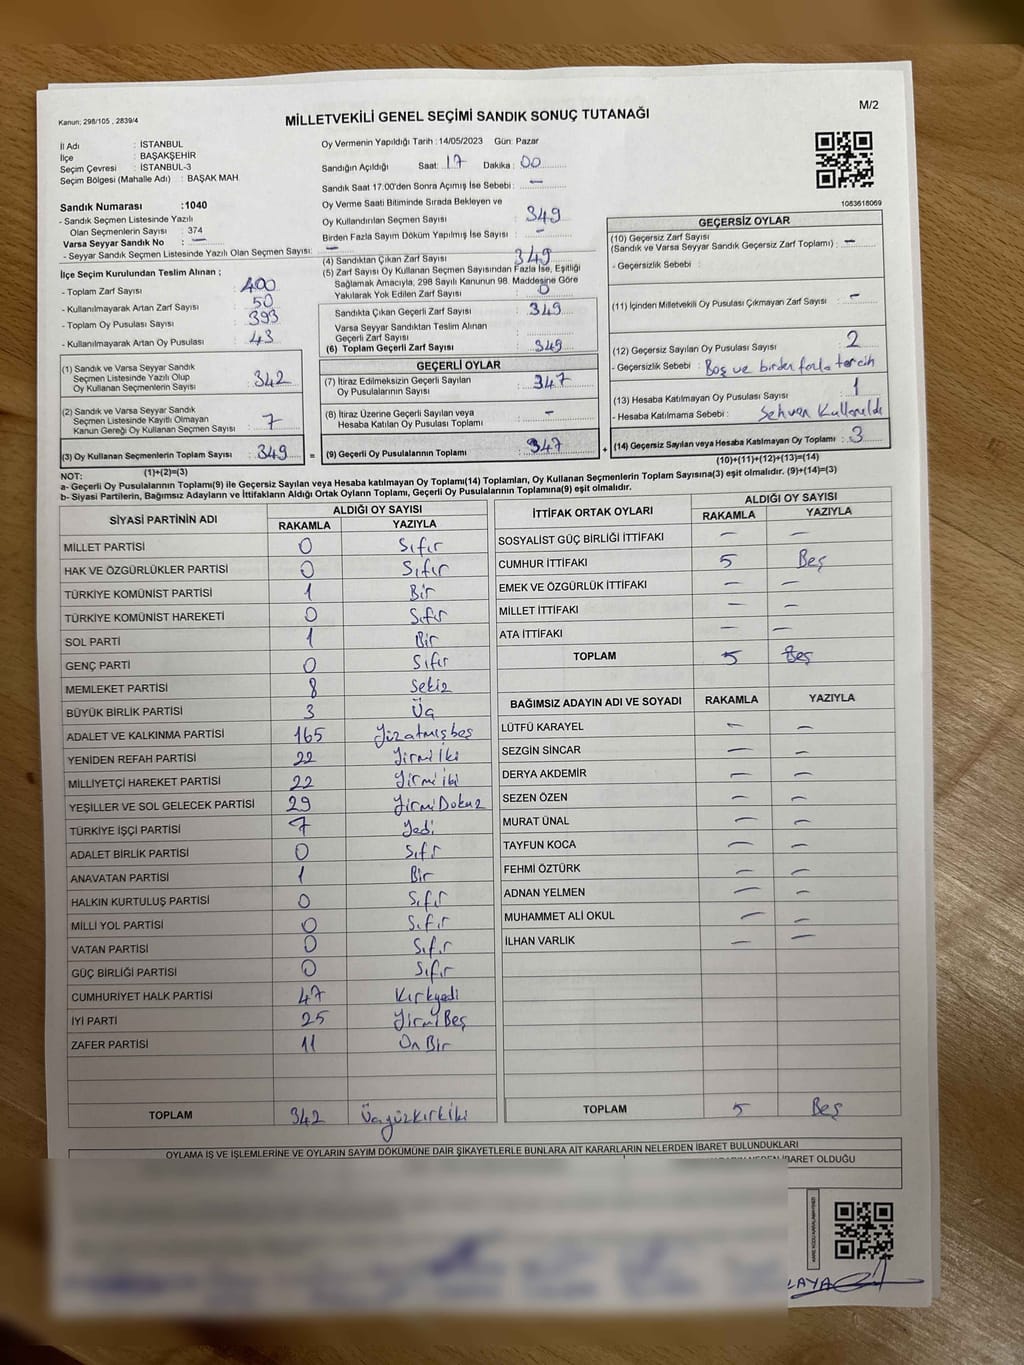 M/2
Kanun; 298/105 , 2839/4
MİLLETVEKİLİ GENEL SEÇİMİ SANDIK SONUÇ TUTANAĞI
İl Adı : İSTANBUL
İlçe : BAŞAKŞEHİR
Seçim Çevresi : İSTANBUL-3
Seçim Bölgesi (Mahalle Adı) : BAŞAK MAH.
Sandık Numarası :1040
- Sandık Seçmen Listesinde Yazılı
Olan Seçmenlerin Sayısı : 374
Varsa Seyyar Sandık No : —
- Seyyar Sandık Seçmen Listesinde Yazılı Olan Seçmen Sayısı: —
İlçe Seçim Kurulundan Teslim Alınan ;
- Toplam Zarf Sayısı : 400
- Kullanılmayarak Artan Zarf Sayısı : 50
- Toplam Oy Pusulası Sayısı : 393
- Kullanılmayarak Artan Oy Pusulası : 43
(1) Sandık ve Varsa Seyyar Sandık
Seçmen Listesinde Yazılı Olup
Oy Kullanan Seçmenlerin Sayısı : 342
(2) Sandık ve Varsa Seyyar Sandık
Seçmen Listesinde Kayıtlı Olmayan
Kanun Gereği Oy Kullanan Seçmen Sayısı : 7
(3) Oy Kullanan Seçmenlerin Toplam Sayısı : 349
(1)+(2)=(3)
Oy Vermenin Yapıldığı Tarih :14/05/2023 Gün: Pazar
Sandığın Açıldığı Saat: 17 Dakika : 00
Sandık Saat 17.00'den Sonra Açımış İse Sebebi : —
Oy Verme Saati Bitiminde Sırada Bekleyen ve
Oy Kullandırılan Seçmen Sayısı : 349
Birden Fazla Sayım Döküm Yapılmış İse Sayısı : -
(4) Sandıktan Çıkan Zarf Sayısı : 349
(5) Zarf Sayısı Oy Kullanan Seçmen Sayısından Fazla İse, Eşitliği
Sağlamak Amacıyla, 298 Sayılı Kanunun 98. Maddesine Göre
Yakılarak Yok Edilen Zarf Sayısı : 0
Sandıkta Çıkan Geçerli Zarf Sayısı : 349
Varsa Seyyar Sandıktan Teslim Alınan
Geçerli Zarf Sayısı :
(6) Toplam Geçerli Zarf Sayısı : 349
GEÇERLİ OYLAR
(7) İtiraz Edilmeksizin Geçerli Sayılan
Oy Pusulasının Sayısı : 347
(8) İtiraz Üzerine Geçerli Sayılan veya
Hesaba Katılan Oy Pusulası Toplamı : -
= (9) Geçerli Oy Pusulalarının Toplamı : 347 +
1083618069
GEÇERSİZ OYLAR
(10) Geçersiz Zarf Sayısı
(Sandık ve Varsa Seyyar Sandık Geçersiz Zarf Toplamı) : -
- Geçersizlik Sebebi :
(11) İçinden Milletvekili Oy Pusulası Çıkmayan Zarf Sayısı : -
(12) Geçersiz Sayılan Oy Pusulası Sayısı : 2
- Geçersizlik Sebebi : Boş ve birden fazla tercih
(13) Hesaba Katılmayan Oy Pusulası Sayısı : 1
- Hesaba Katılmama Sebebi : Sehven Kullanıldı
(14) Geçersiz Sayılan veya Hesaba Katılmayan Oy Toplamı : 3
(10)+(11)+(12)+(13)=(14)
NOT:
a- Geçerli Oy Pusulalarının Toplamı(9) ile Geçersiz Sayılan veya Hesaba katılmayan Oy Toplamı(14) Toplamları, Oy Kullanan Seçmenlerin Toplam Sayısına(3) eşit olmalıdır. (9)+(14)=(3)
b- Siyasi Partilerin, Bağımsız Adayların ve İttifakların Aldığı Ortak Oyların Toplamı, Geçerli Oy Pusulalarının Toplamına(9) eşit olmalıdır.
SİYASİ PARTİNİN ADI ALDIĞI OY SAYISI
RAKAMLA YAZIYLA
MİLLET PARTİSİ 0 Sıfır
HAK VE ÖZGÜRLÜKLER PARTİSİ 0 Sıfır
TÜRKİYE KOMÜNİST PARTİSİ 1 Bir
TÜRKİYE KOMÜNİST HAREKETİ 0 Sıfır
SOL PARTİ 1 Bir
GENÇ PARTİ 0 Sıfır
MEMLEKET PARTİSİ 8 Sekiz
BÜYÜK BİRLİK PARTİSİ 3 Üç
ADALET VE KALKINMA PARTİSİ 165 Yüzatmışbeş
YENİDEN REFAH PARTİSİ 22 Yirmi İki
MİLLİYETÇİ HAREKET PARTİSİ 22 Yirmi iki
YEŞİLLER VE SOL GELECEK PARTİSİ 29 Yirmi Dokuz
TÜRKİYE İŞÇİ PARTİSİ 7 Yedi
ADALET BİRLİK PARTİSİ 0 Sıfır
ANAVATAN PARTİSİ 1 Bir
HALKIN KURTULUŞ PARTİSİ 0 Sıfır
MİLLİ YOL PARTİSİ 0 Sıfır
VATAN PARTİSİ 0 Sıfır
GÜÇ BİRLİĞİ PARTİSİ 0 Sıfır
CUMHURİYET HALK PARTİSİ 47 Kırkyedi
İYİ PARTİ 25 Yirmi Beş
ZAFER PARTİSİ 11 On Bir
TOPLAM 342 Üçyüzkırkiki
İTTİFAK ORTAK OYLARI ALDIĞI OY SAYISI
RAKAMLA YAZIYLA
SOSYALİST GÜÇ BİRLİĞİ İTTİFAKI — —
CUMHUR İTTİFAKI 5 Beş
EMEK VE ÖZGÜRLÜK İTTİFAKI — —
MİLLET İTTİFAKI — —
ATA İTTİFAKI — —
TOPLAM 5 Beş
BAĞIMSIZ ADAYIN ADI VE SOYADI RAKAMLA YAZIYLA
LÜTFÜ KARAYEL — —
SEZGİN SİNCAR — —
DERYA AKDEMİR — —
SEZEN ÖZEN — —
MURAT ÜNAL — —
TAYFUN KOCA — —
FEHMİ ÖZTÜRK — —
ADNAN YELMEN — —
MUHAMMET ALİ OKUL — —
İLHAN VARLIK — —
TOPLAM 5 Beş
OYLAMA İŞ VE İŞLEMLERİNE VE OYLARIN SAYIM DÖKÜMÜNE DAİR ŞİKAYETLERLE BUNLARA AİT KARARLARIN NELERDEN İBARET BULUNDUKLARI
İBARET OLDUĞU